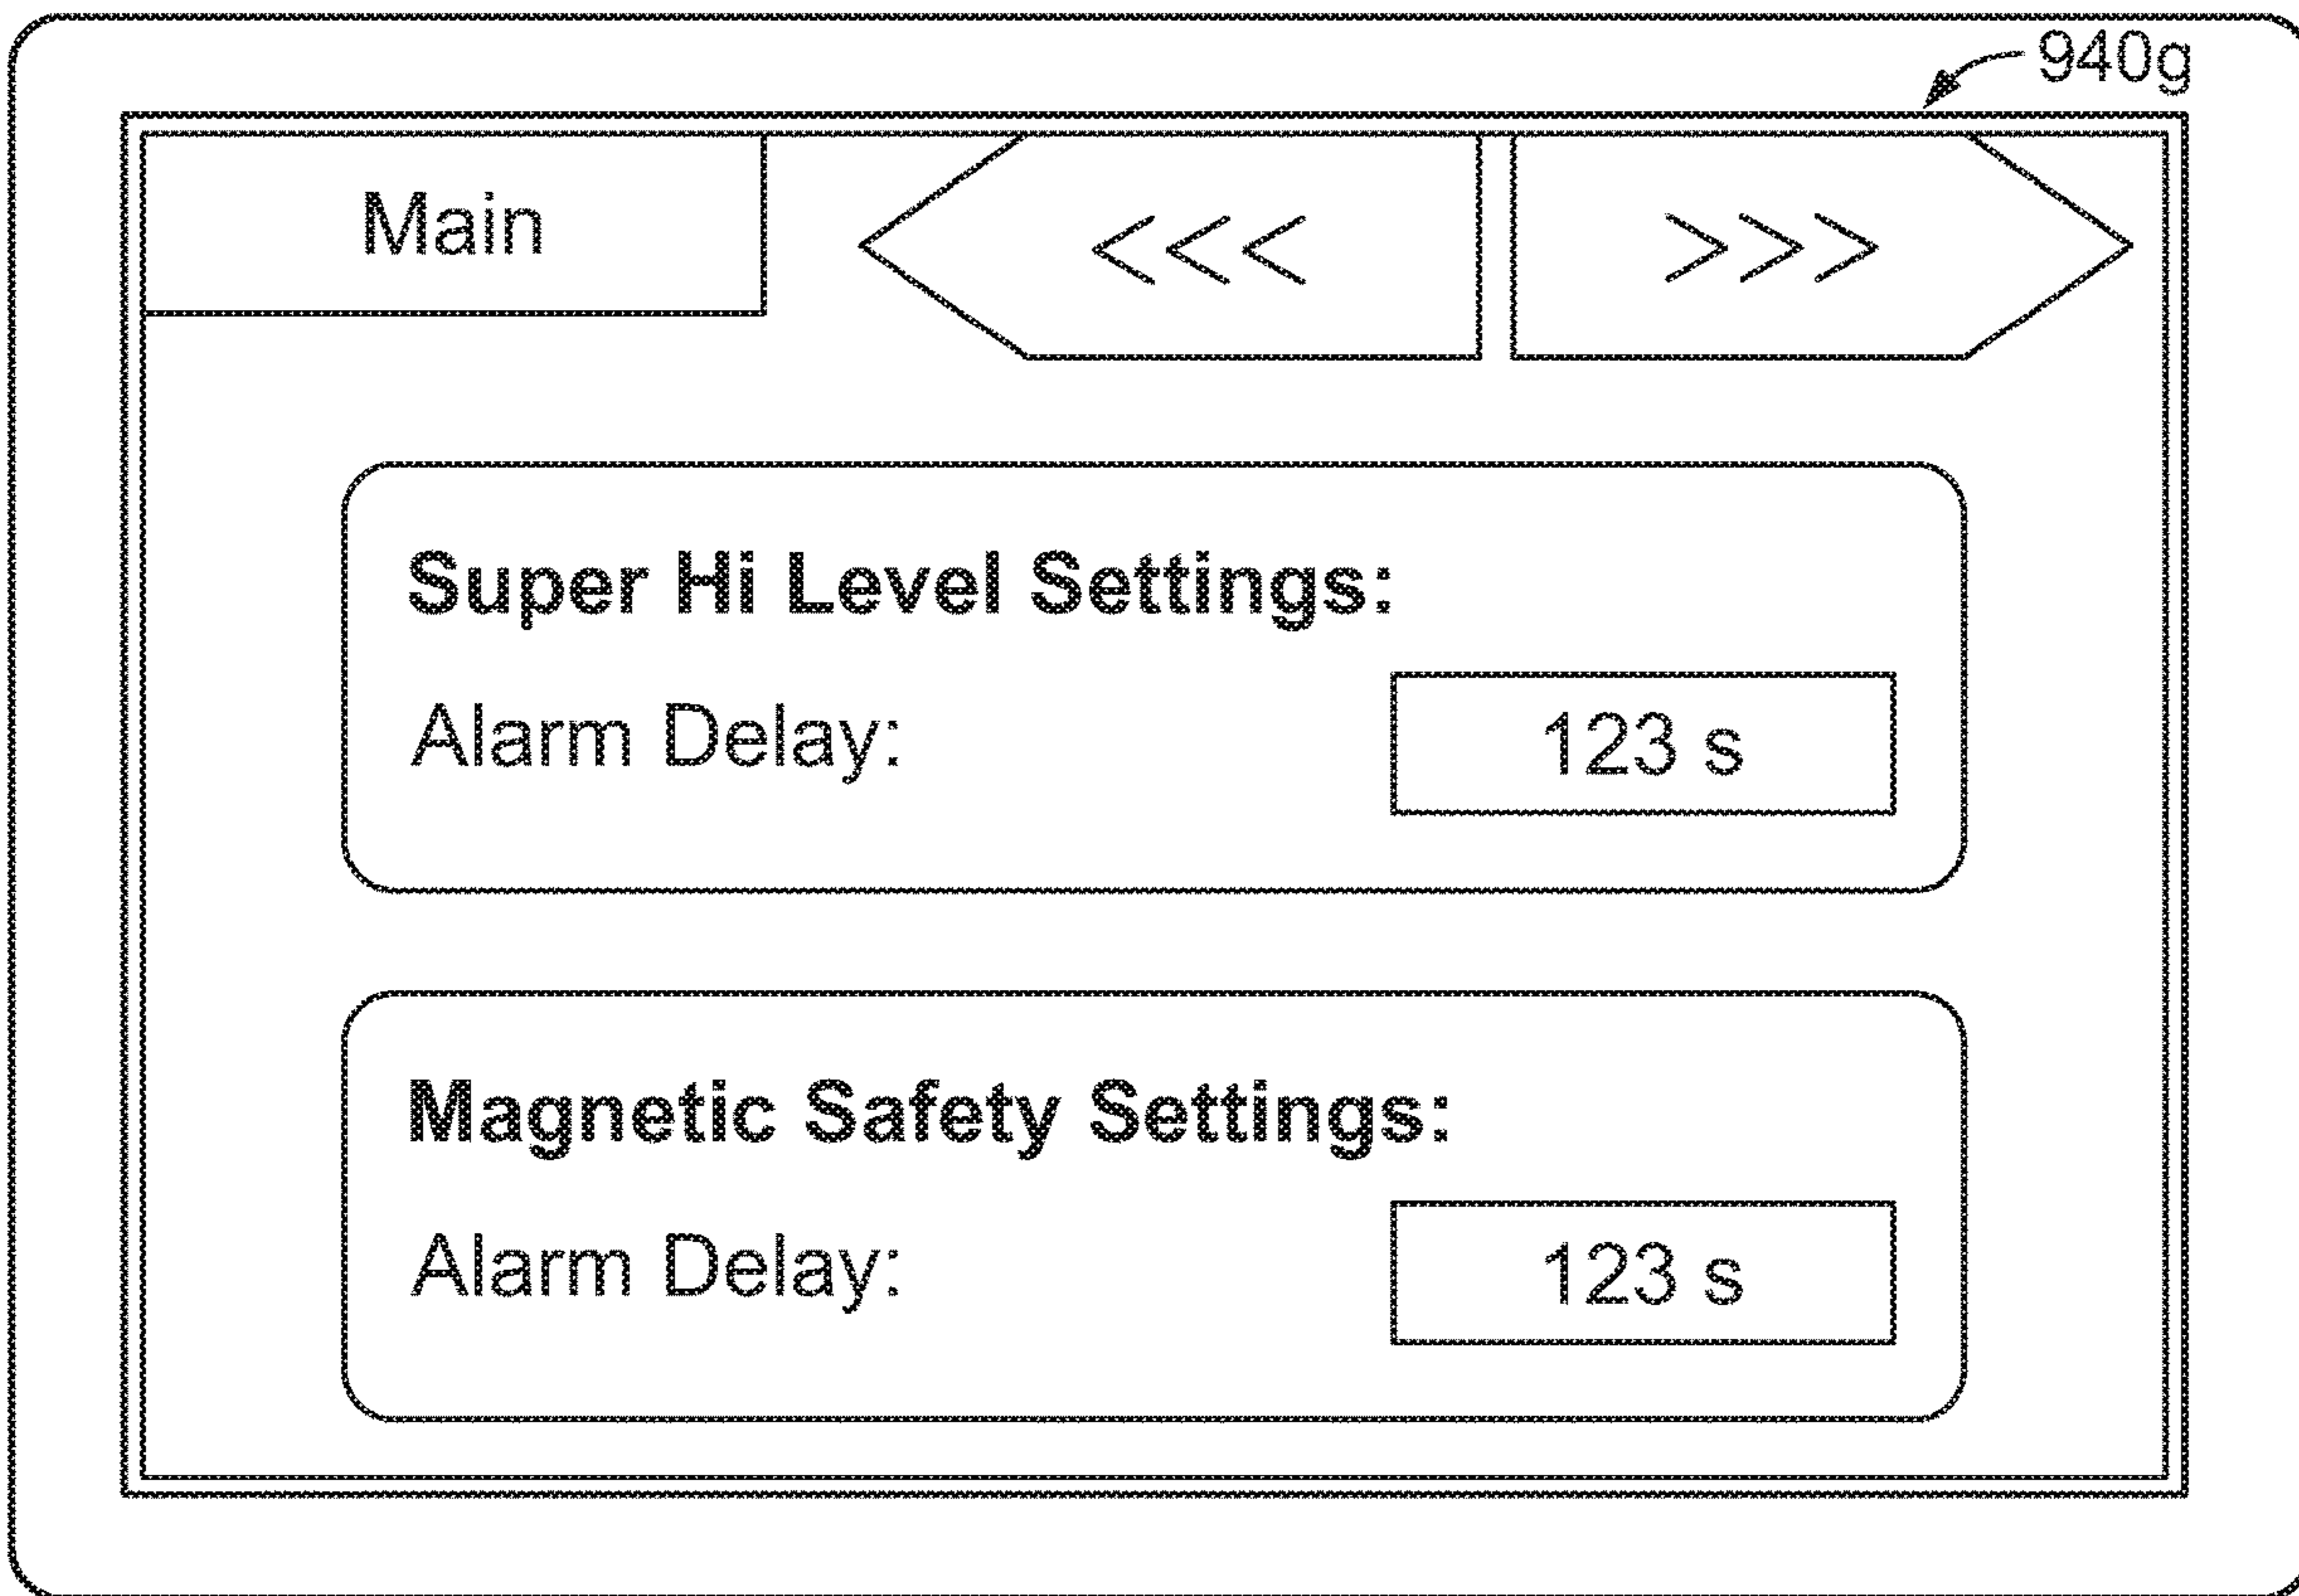 940g
Main <<< >>>
Super Hi Level Settings:
Alarm Delay: 123 s
Magnetic Safety Settings:
Alarm Delay: 123 s